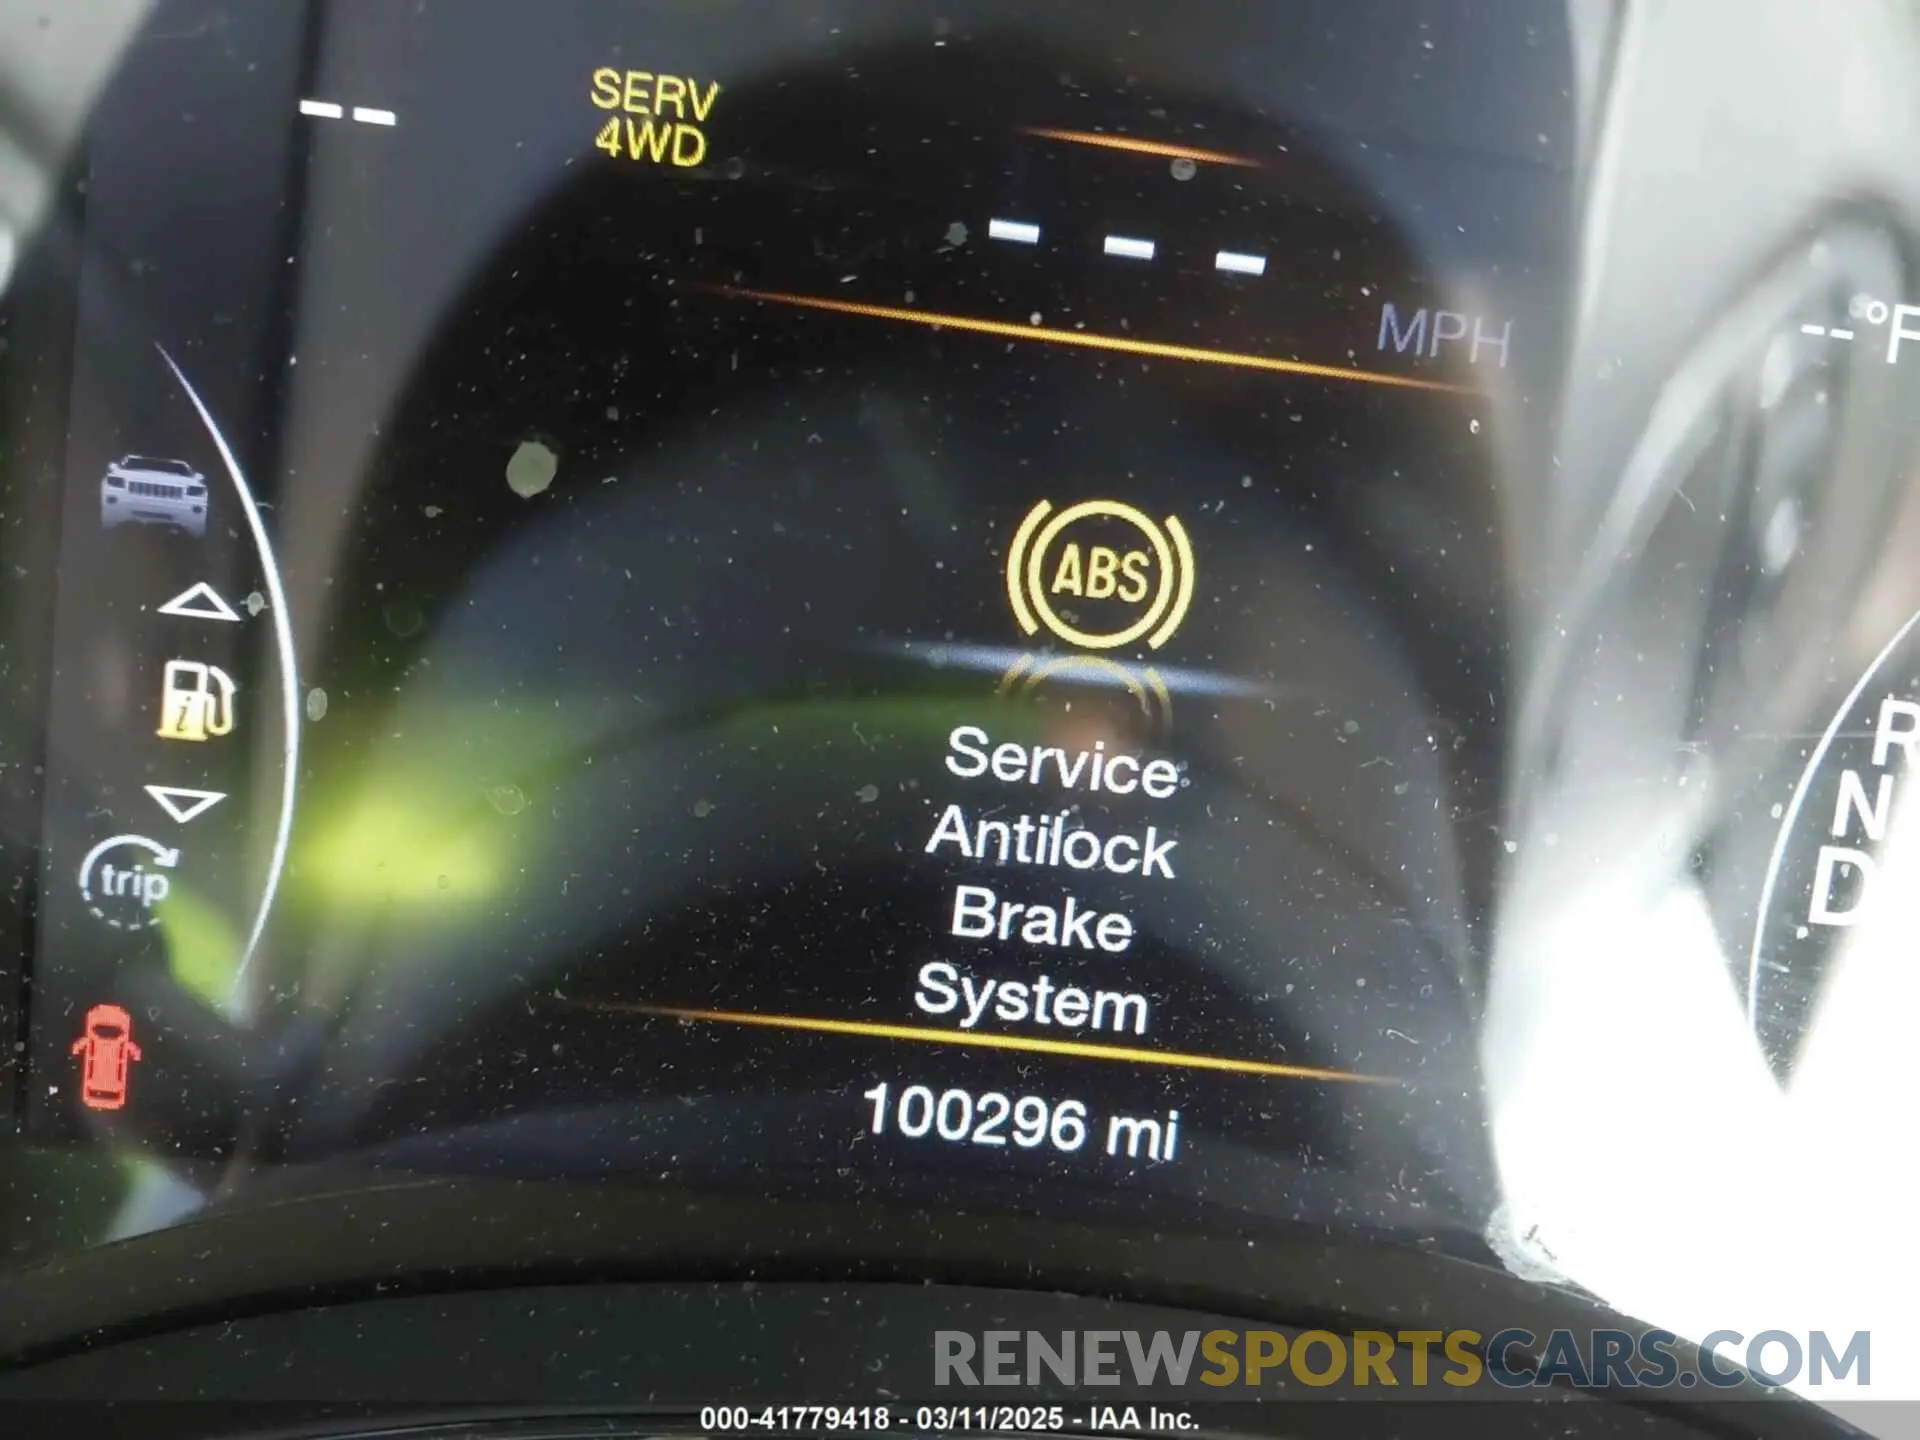 SERV
4WD
-- 
---
MPH
--°F
ABS
trip
Service
Antilock
Brake
System
R
N
D
100296 mi
RENEWSPORTSCARS.COM
000-41779418 - 03/11/2025 - IAA Inc.